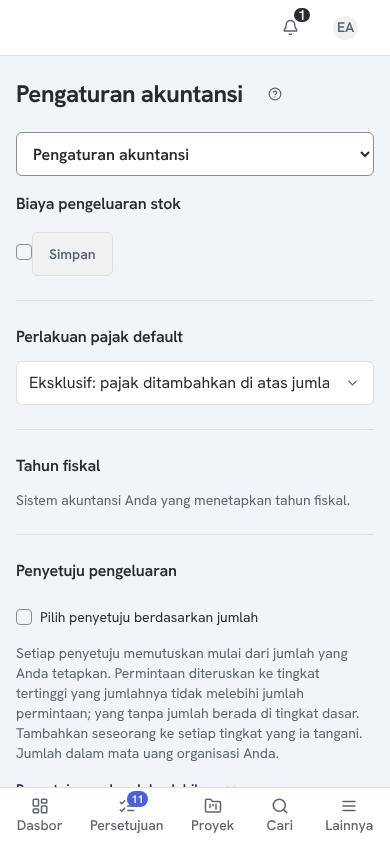 1
EA
Pengaturan akuntansi
Pengaturan akuntansi
Biaya pengeluaran stok
Simpan
Perlakuan pajak default
Eksklusif: pajak ditambahkan di atas jumla
Tahun fiskal
Sistem akuntansi Anda yang menetapkan tahun fiskal.
Penyetuju pengeluaran
Pilih penyetuju berdasarkan jumlah
Setiap penyetuju memutuskan mulai dari jumlah yang
Anda tetapkan. Permintaan diteruskan ke tingkat
tertinggi yang jumlahnya tidak melebihi jumlah
permintaan; yang tanpa jumlah berada di tingkat dasar.
Tambahkan seseorang ke setiap tingkat yang ia tangani.
Jumlah dalam mata uang organisasi Anda.
11
Dasbor
Persetujuan
Proyek
Cari
Lainnya